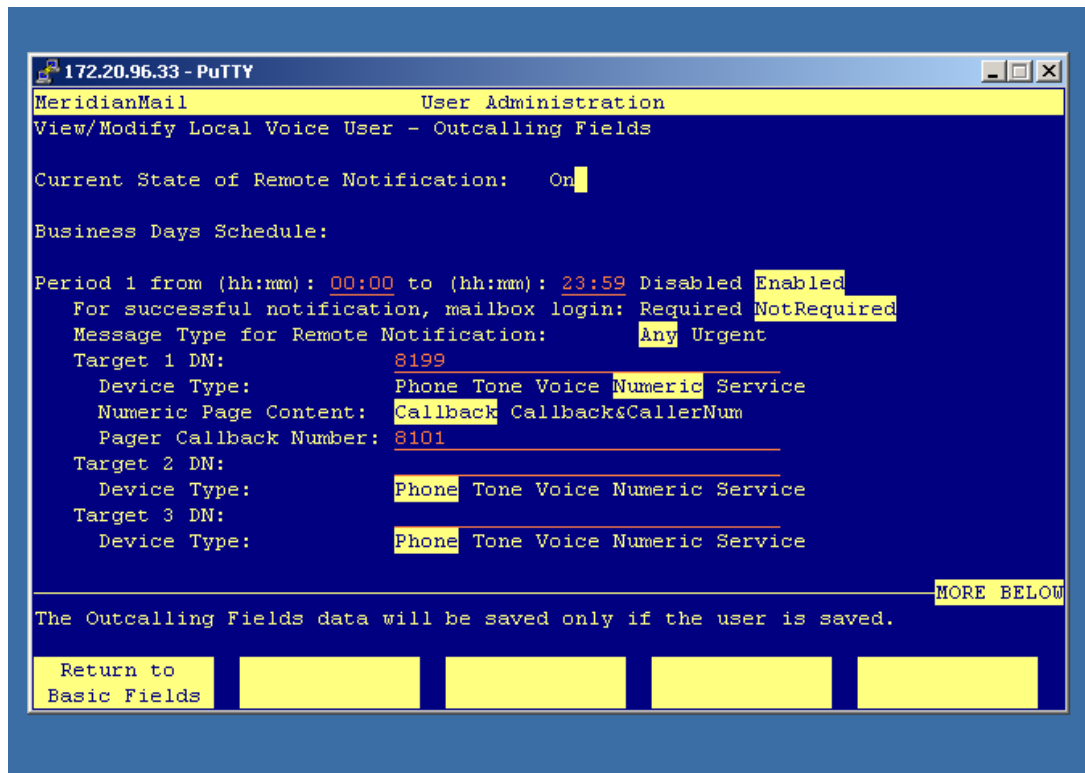 172.20.96.33 - PuTTY
MeridianMail User Administration
View/Modify Local Voice User - Outcalling Fields
Current State of Remote Notification: On
Business Days Schedule:
Period 1 from (hh:mm): 00:00 to (hh:mm): 23:59 Disabled Enabled
For successful notification, mailbox login: Required NotRequired
Message Type for Remote Notification: Any Urgent
Target 1 DN: 8199
Device Type: Phone Tone Voice Numeric Service
Numeric Page Content: Callback Callback&CallerNum
Pager Callback Number: 8101
Target 2 DN:
Device Type: Phone Tone Voice Numeric Service
Target 3 DN:
Device Type: Phone Tone Voice Numeric Service
MORE BELOW
The Outcalling Fields data will be saved only if the user is saved.
Return to
Basic Fields